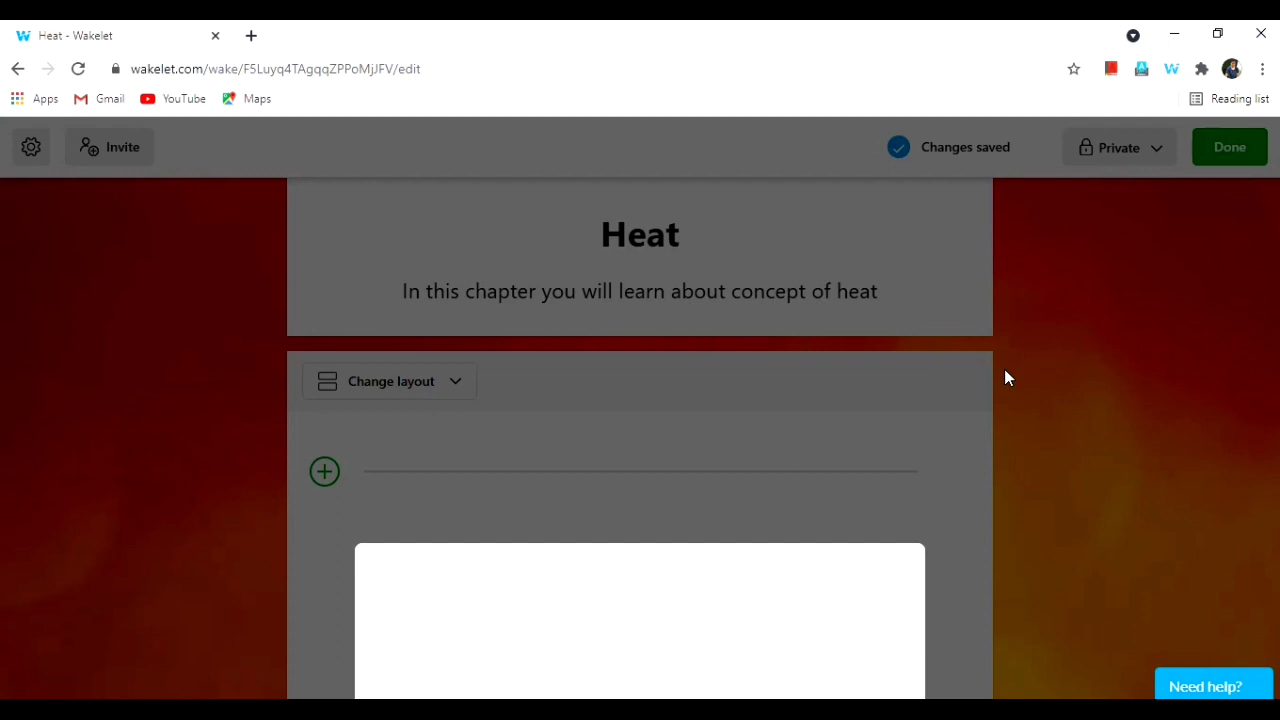 Heat - Wakelet
wakelet.com/wake/F5Luyq4TAgqqZPPoMjJFV/edit
Apps Gmail YouTube Maps Reading list
Invite Changes saved Private Done
Heat
In this chapter you will learn about concept of heat
Change layout
Need help?